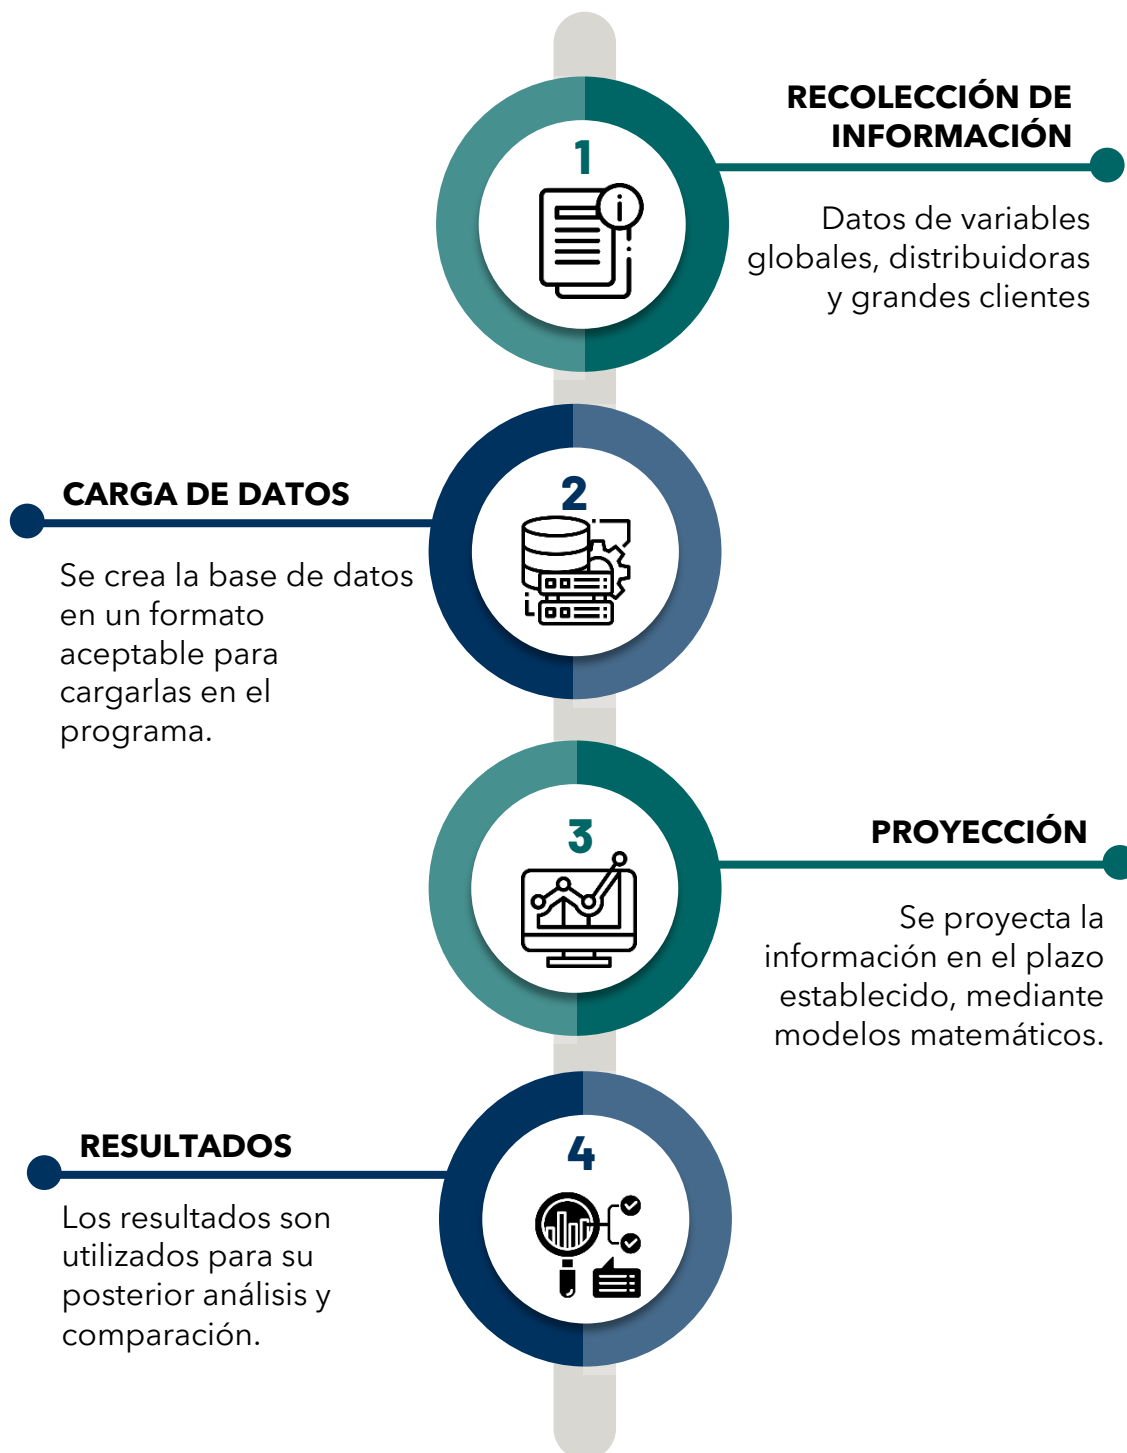 1
RECOLECCIÓN DE
INFORMACIÓN
Datos de variables
globales, distribuidoras
y grandes clientes
2
CARGA DE DATOS
Se crea la base de datos
en un formato
aceptable para
cargarlas en el
programa.
3
PROYECCIÓN
Se proyecta la
información en el plazo
establecido, mediante
modelos matemáticos.
4
RESULTADOS
Los resultados son
utilizados para su
posterior análisis y
comparación.